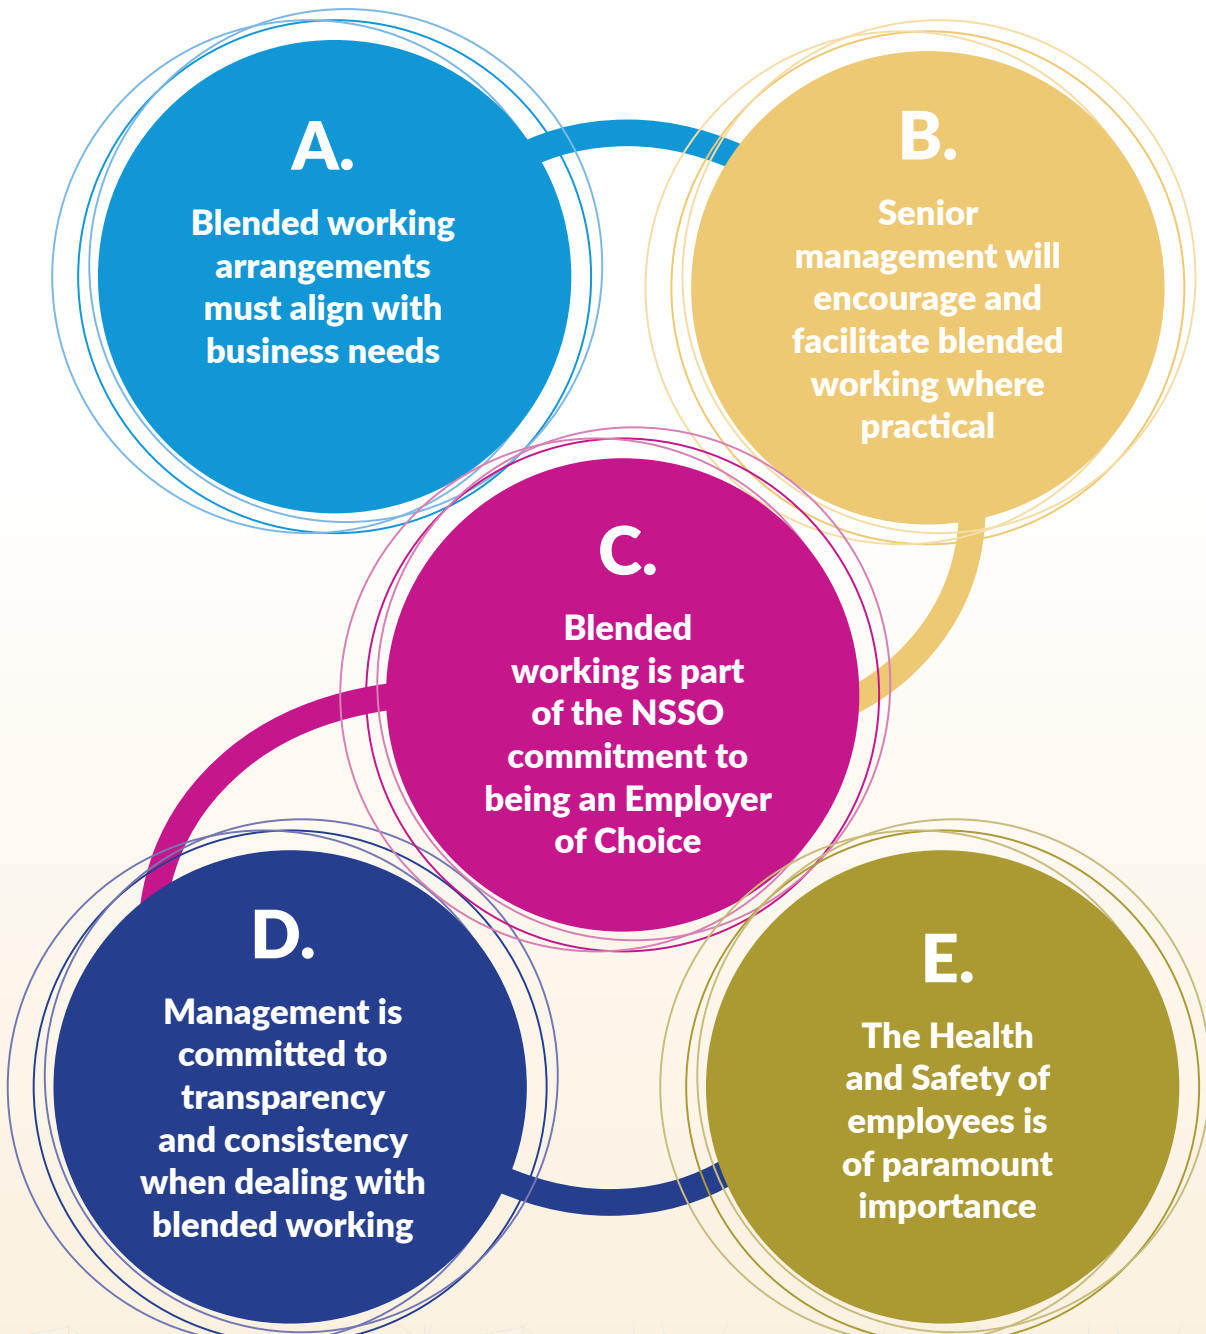 A.
Blended working
arrangements
must align with
business needs
B.
Senior
management will
encourage and
facilitate blended
working where
practical
C.
Blended
working is part
of the NSSO
commitment to
being an Employer
of Choice
D.
Management is
committed to
transparency
and consistency
when dealing with
blended working
E.
The Health
and Safety of
employees is
of paramount
importance